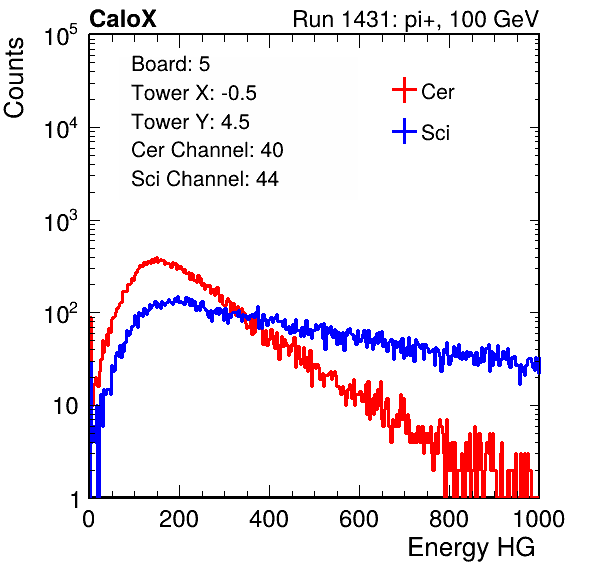 CaloX Run 1431: pi+, 100 GeV
Counts
Board: 5
Tower X: -0.5
Tower Y: 4.5
Cer Channel: 40
Sci Channel: 44
Cer
Sci
10^5
10^4
10^3
10^2
10
1
0 200 400 600 800 1000
Energy HG